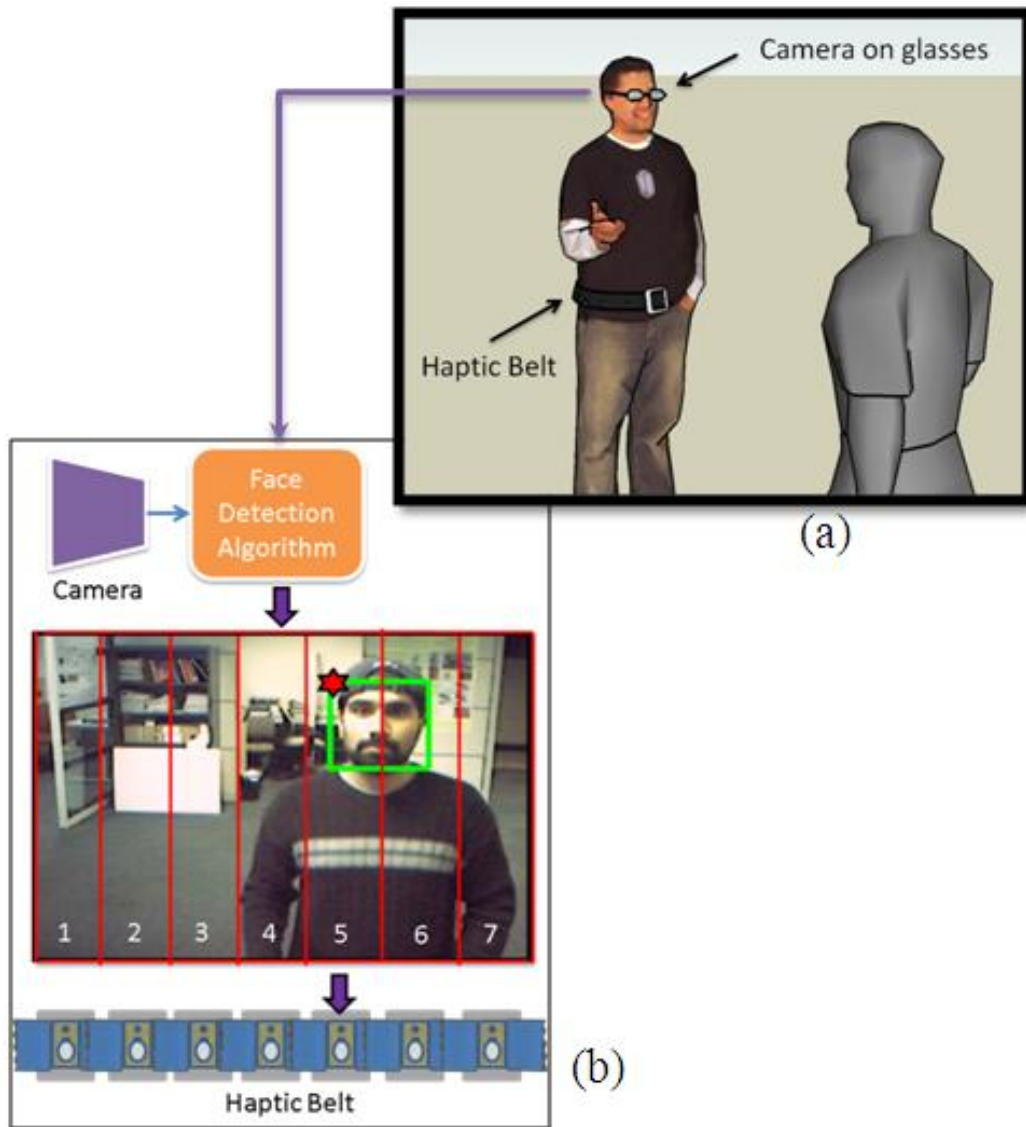 Camera on glasses
Haptic Belt
(a)
Face
Detection
Algorithm
Camera
1 2 3 4 5 6 7
Haptic Belt
(b)